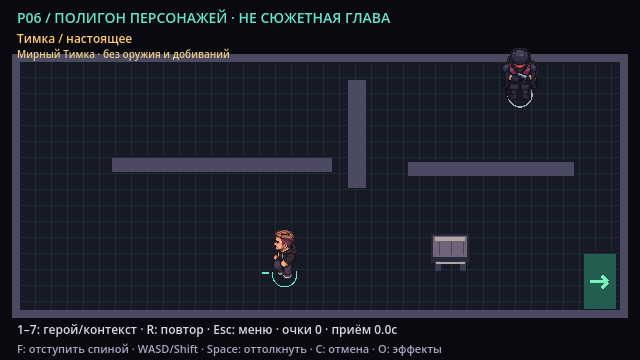 P06 / ПОЛИГОН ПЕРСОНАЖЕЙ · НЕ СЮЖЕТНАЯ ГЛАВА
Тимка / настоящее
Мирный Тимка · без оружия и добиваний
1–7: герой/контекст · R: повтор · Esc: меню · очки 0 · приём 0.0с
F: отступить спиной · WASD/Shift · Space: оттолкнуть · C: отмена · O: эффекты